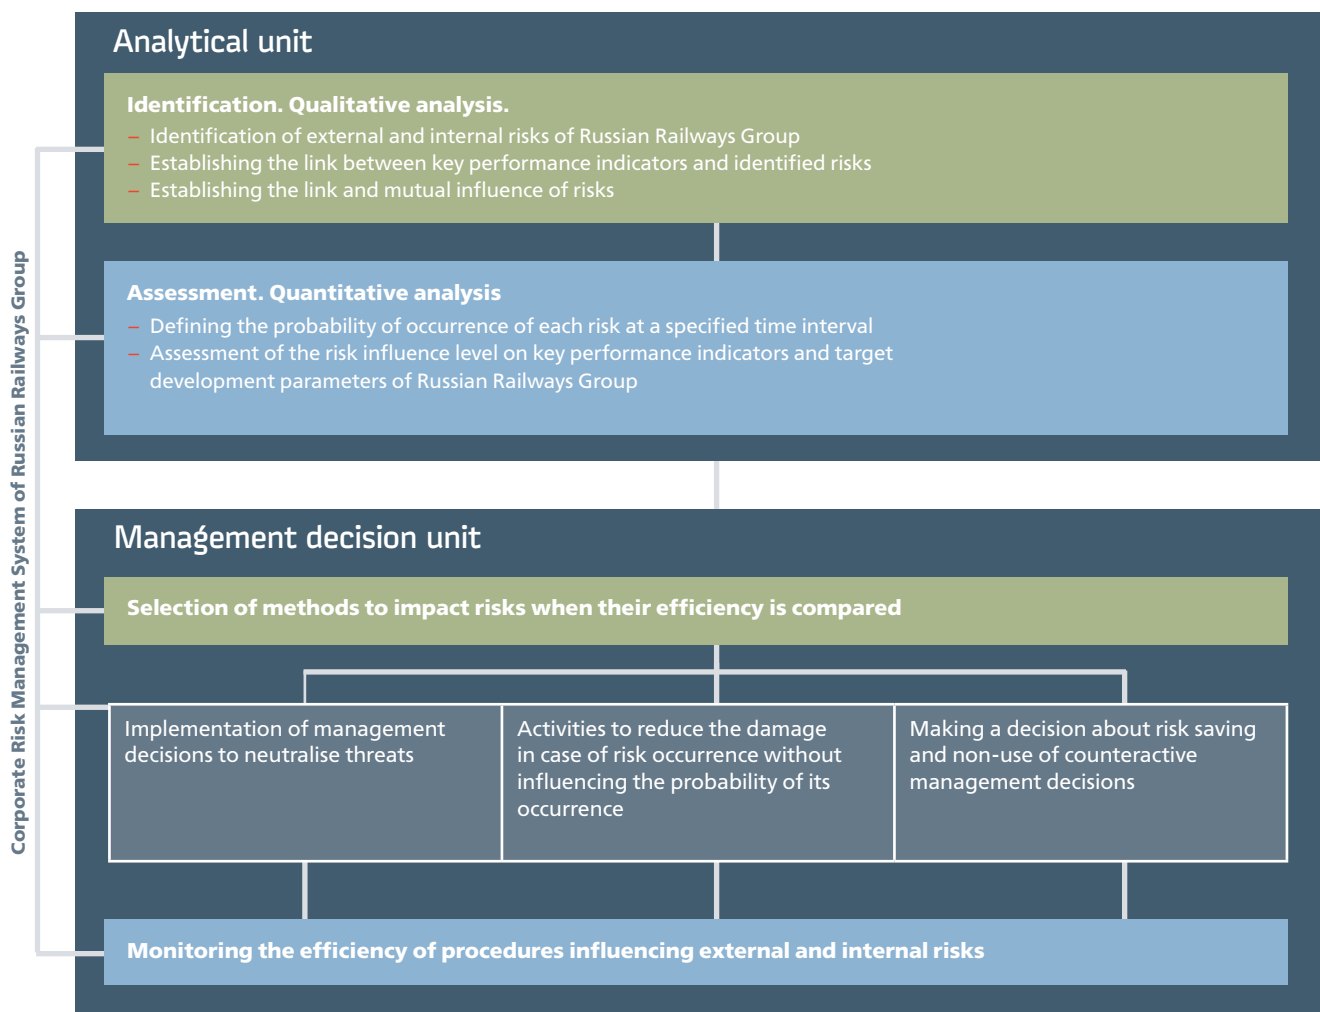 Analytical unit
Identification. Qualitative analysis.
– Identification of external and internal risks of Russian Railways Group
– Establishing the link between key performance indicators and identified risks
– Establishing the link and mutual influence of risks
Assessment. Quantitative analysis
– Defining the probability of occurrence of each risk at a specified time interval
– Assessment of the risk influence level on key performance indicators and target
development parameters of Russian Railways Group
Corporate Risk Management System of Russian Railways Group
Management decision unit
Selection of methods to impact risks when their efficiency is compared
Implementation of management
decisions to neutralise threats
Activities to reduce the damage
in case of risk occurrence without
influencing the probability of its
occurrence
Making a decision about risk saving
and non-use of counteractive
management decisions
Monitoring the efficiency of procedures influencing external and internal risks